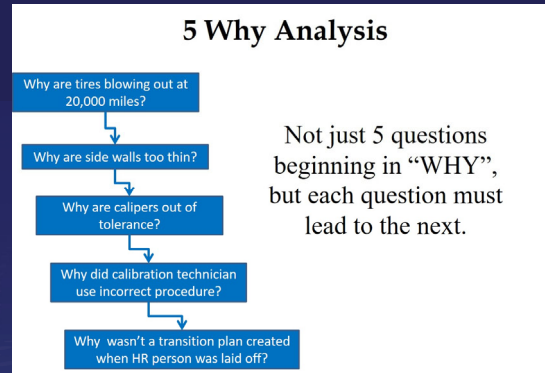 5 Why Analysis
Why are tires blowing out at
20,000 miles?
Why are side walls too thin?
Why are calipers out of
tolerance?
Why did calibration technician
use incorrect procedure?
Why wasn't a transition plan created
when HR person was laid off?
Not just 5 questions
beginning in “WHY”,
but each question must
lead to the next.